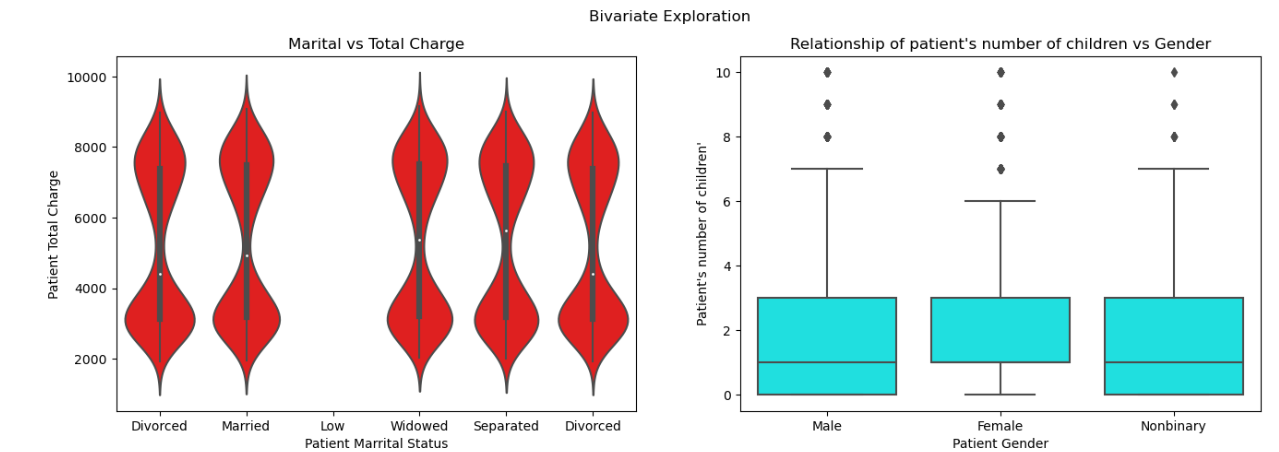 Bivariate Exploration
Marital vs Total Charge
Patient Total Charge
10000
8000
6000
4000
2000
Divorced Married Low Widowed Separated Divorced
Patient Marrital Status
Relationship of patient's number of children vs Gender
Patient's number of children'
10
8
6
4
2
0
Male Female Nonbinary
Patient Gender